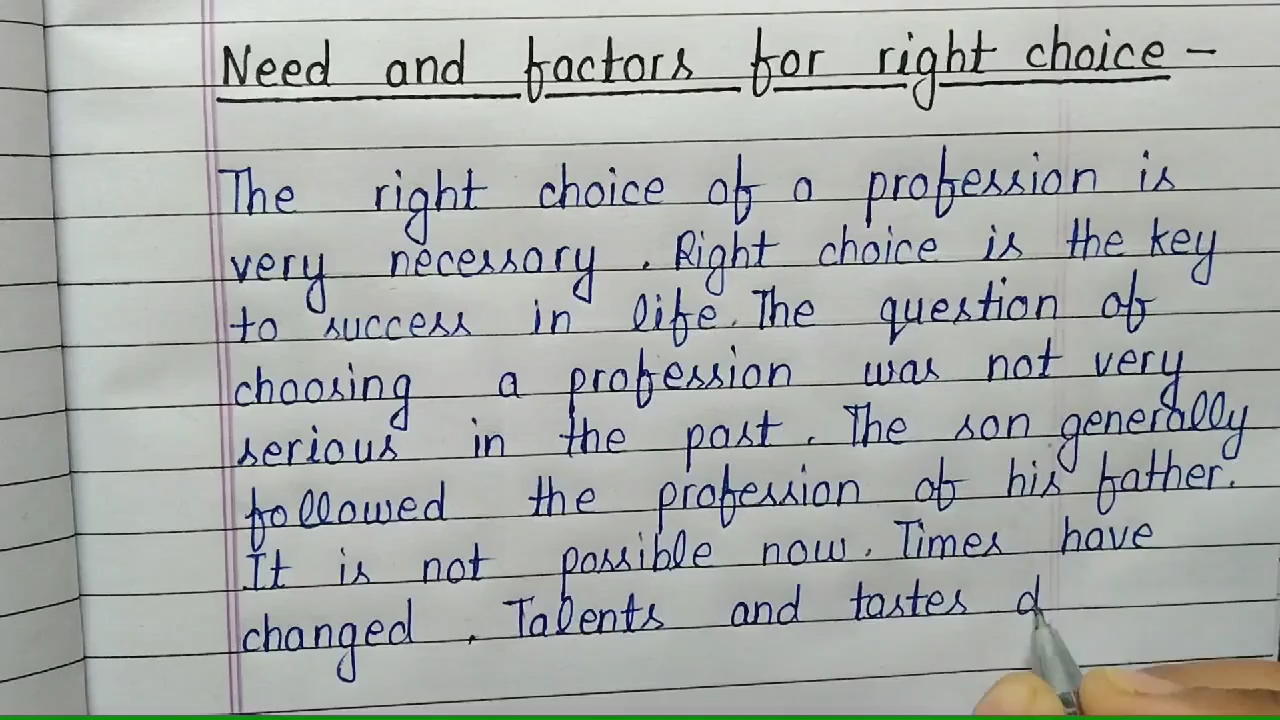 Need and factors for right choice -
The right choice of a profession is
very necessary. Right choice is the key
to success in life. The question of
choosing a profession was not very
serious in the past. The son generally
followed the profession of his father.
It is not possible now. Times have
changed. Talents and tastes d